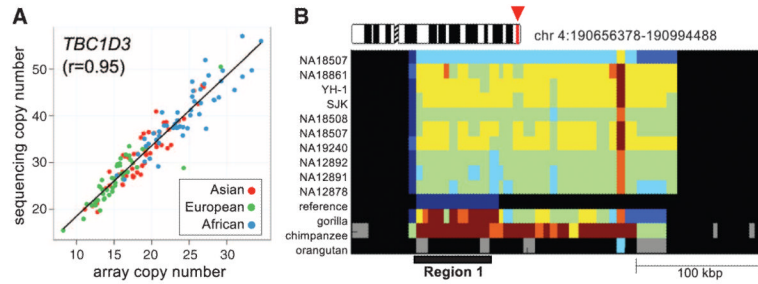 A
TBC1D3
(r=0.95)
sequencing copy number
50
40
30
20
10
15
20
25
30
array copy number
Asian
European
African
B
chr 4:190656378-190994488
NA18507
NA18861
YH-1
SJK
NA18508
NA18507
NA19240
NA12892
NA12891
NA12878
reference
gorilla
chimpanzee
orangutan
Region 1
100 kbp